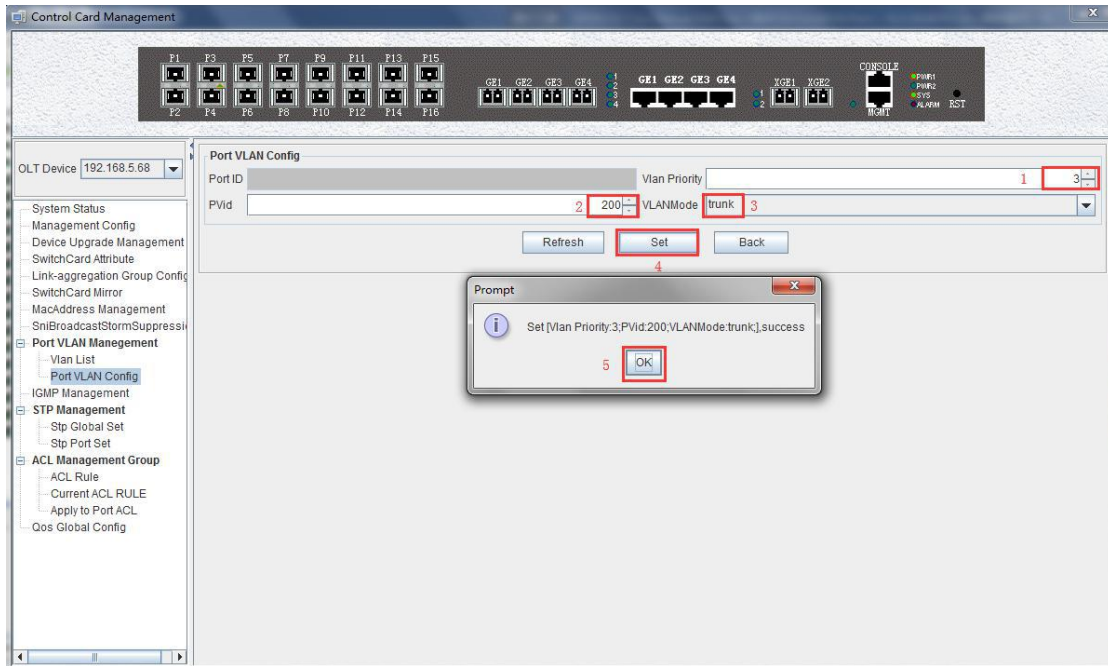 Control Card Management
X
P1 P3 P5 P7 P9 P11 P13 P15
P2 P4 P6 P8 P10 P12 P14 P16
GE1 GE2 GE3 GE4
1
2
3
4
GE1 GE2 GE3 GE4
1
2
XGE1 XGE2
CONSOLE
MGMT
PWR1
PWR2
SYS
ALARM
RST
OLT Device 192.168.5.68
System Status
Management Config
Device Upgrade Management
SwitchCard Attribute
Link-aggregation Group Config
SwitchCard Mirror
MacAddress Management
SniBroadcastStormSuppressi
Port VLAN Manegement
Vlan List
Port VLAN Config
IGMP Management
STP Management
Stp Global Set
Stp Port Set
ACL Management Group
ACL Rule
Current ACL RULE
Apply to Port ACL
Qos Global Config
Port VLAN Config
Port ID Vlan Priority 1 3
PVid 2 200 VLANMode trunk 3
Refresh Set Back
4
Prompt X
i Set [Vlan Priority:3;PVid:200;VLANMode:trunk;],success
5 OK